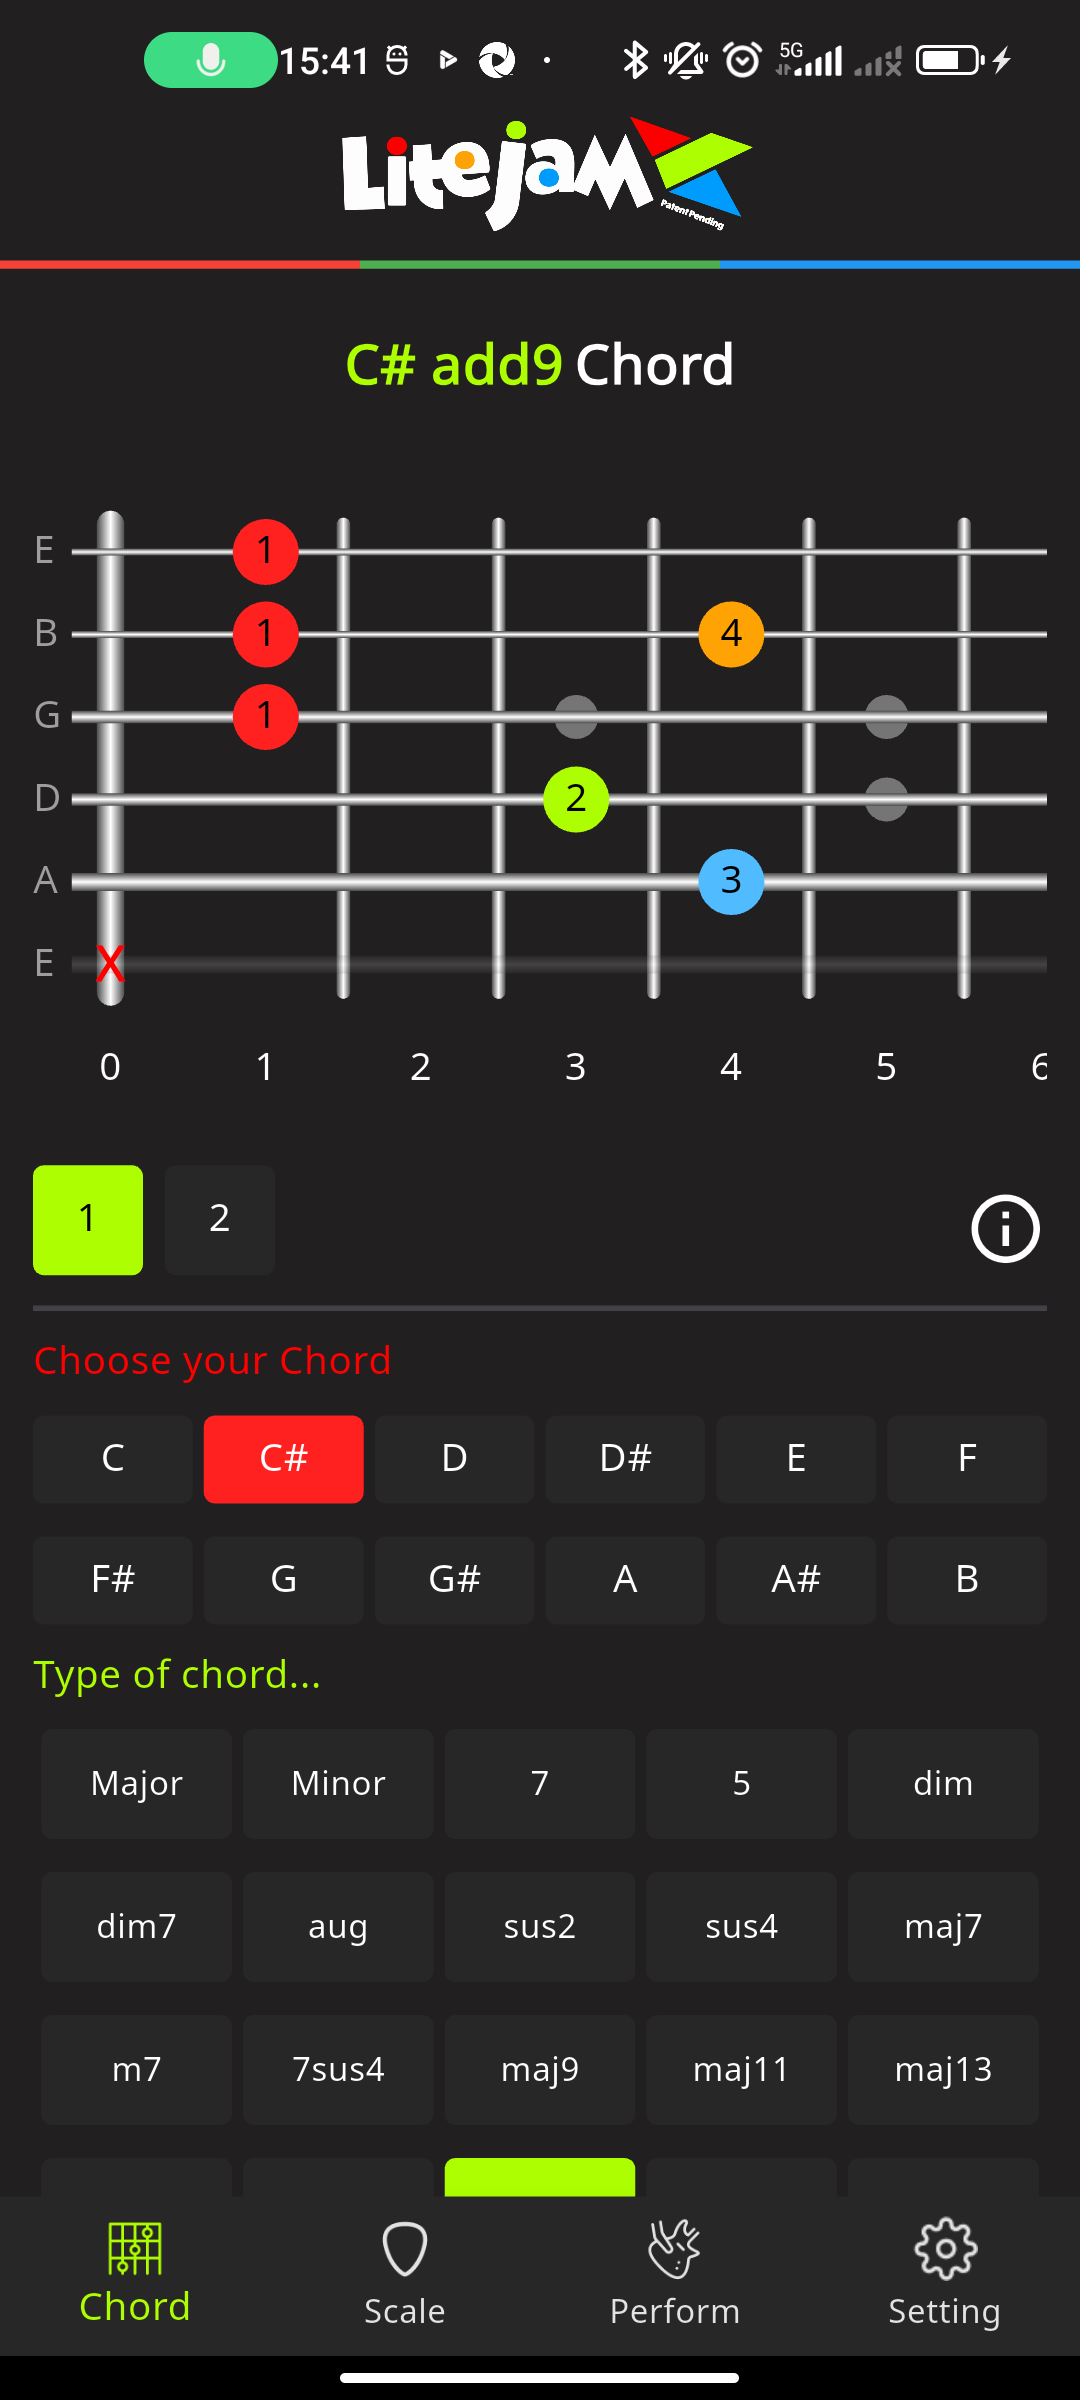 15:41 5G
LiteJam
Patent Pending
C# add9 Chord
E 1
B 1 4
G 1
D 2
A 3
E X
0 1 2 3 4 5 6
1 2
Choose your Chord
C C# D D# E F
F# G G# A A# B
Type of chord...
Major Minor 7 5 dim
dim7 aug sus2 sus4 maj7
m7 7sus4 maj9 maj11 maj13
Chord Scale Perform Setting